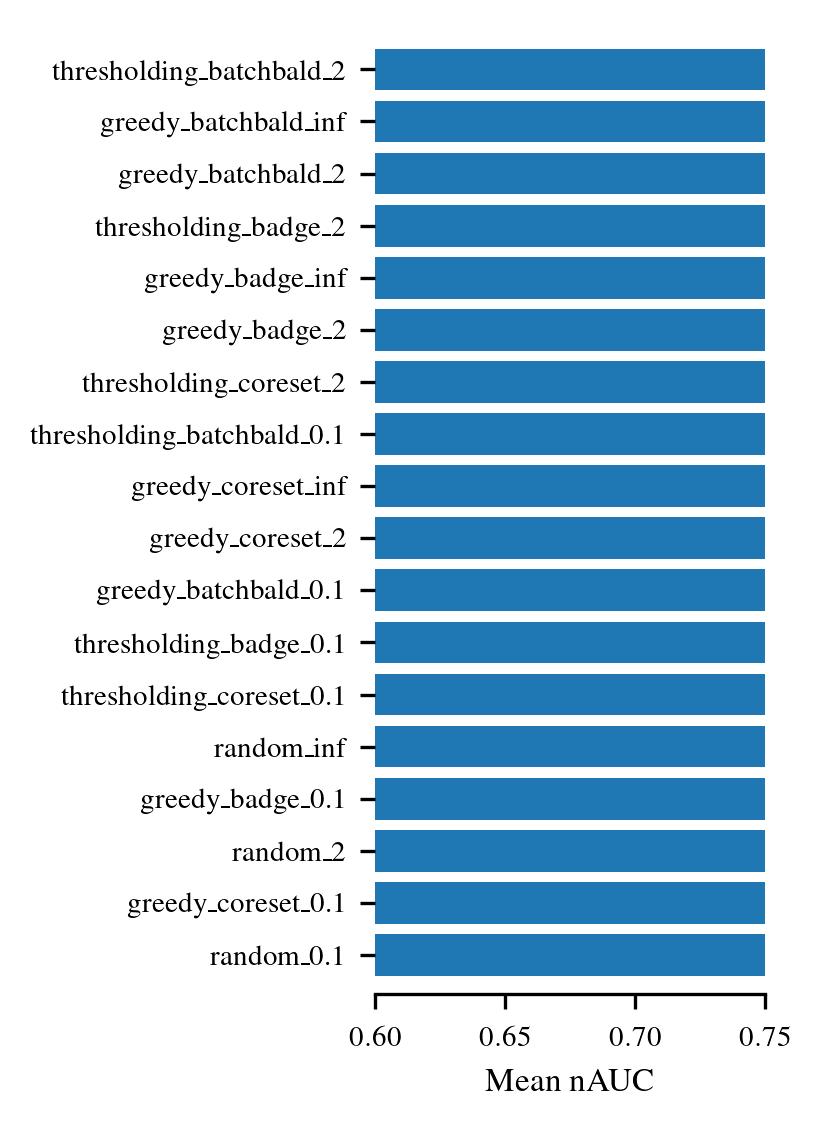 thresholding_batchbald_2
greedy_batchbald_inf
greedy_batchbald_2
thresholding_badge_2
greedy_badge_inf
greedy_badge_2
thresholding_coreset_2
thresholding_batchbald_0.1
greedy_coreset_inf
greedy_coreset_2
greedy_batchbald_0.1
thresholding_badge_0.1
thresholding_coreset_0.1
random_inf
greedy_badge_0.1
random_2
greedy_coreset_0.1
random_0.1
0.60 0.65 0.70 0.75
Mean nAUC